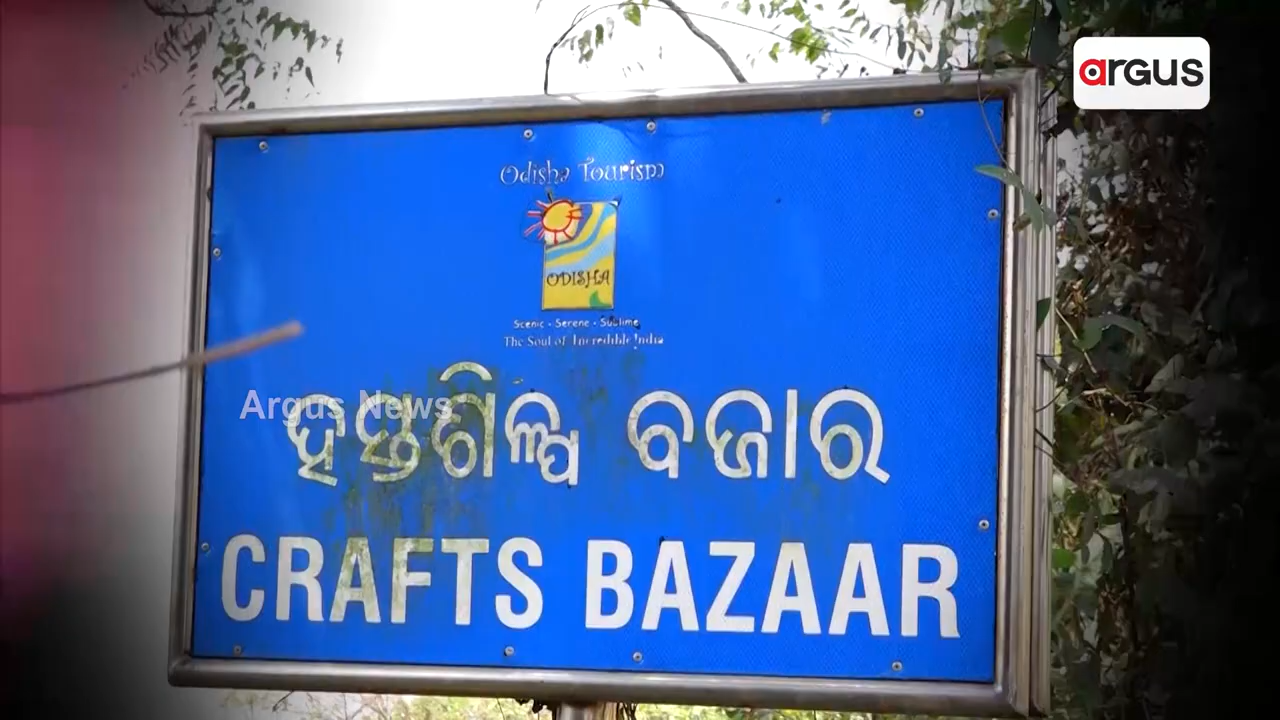 argus
Odisha Tourism
ODISHA
Scenic - Serene - Sublime
The Soul of Incredible India
Argus News
ହସ୍ତଶିଳ୍ପ ବଜାର
CRAFTS BAZAAR